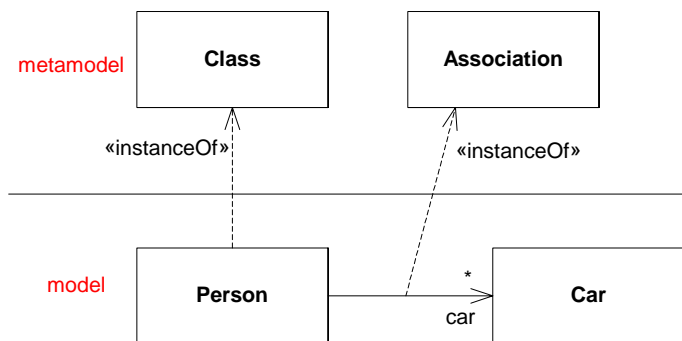 metamodel
Class
Association
«instanceOf»
«instanceOf»
model
Person
*
car
Car